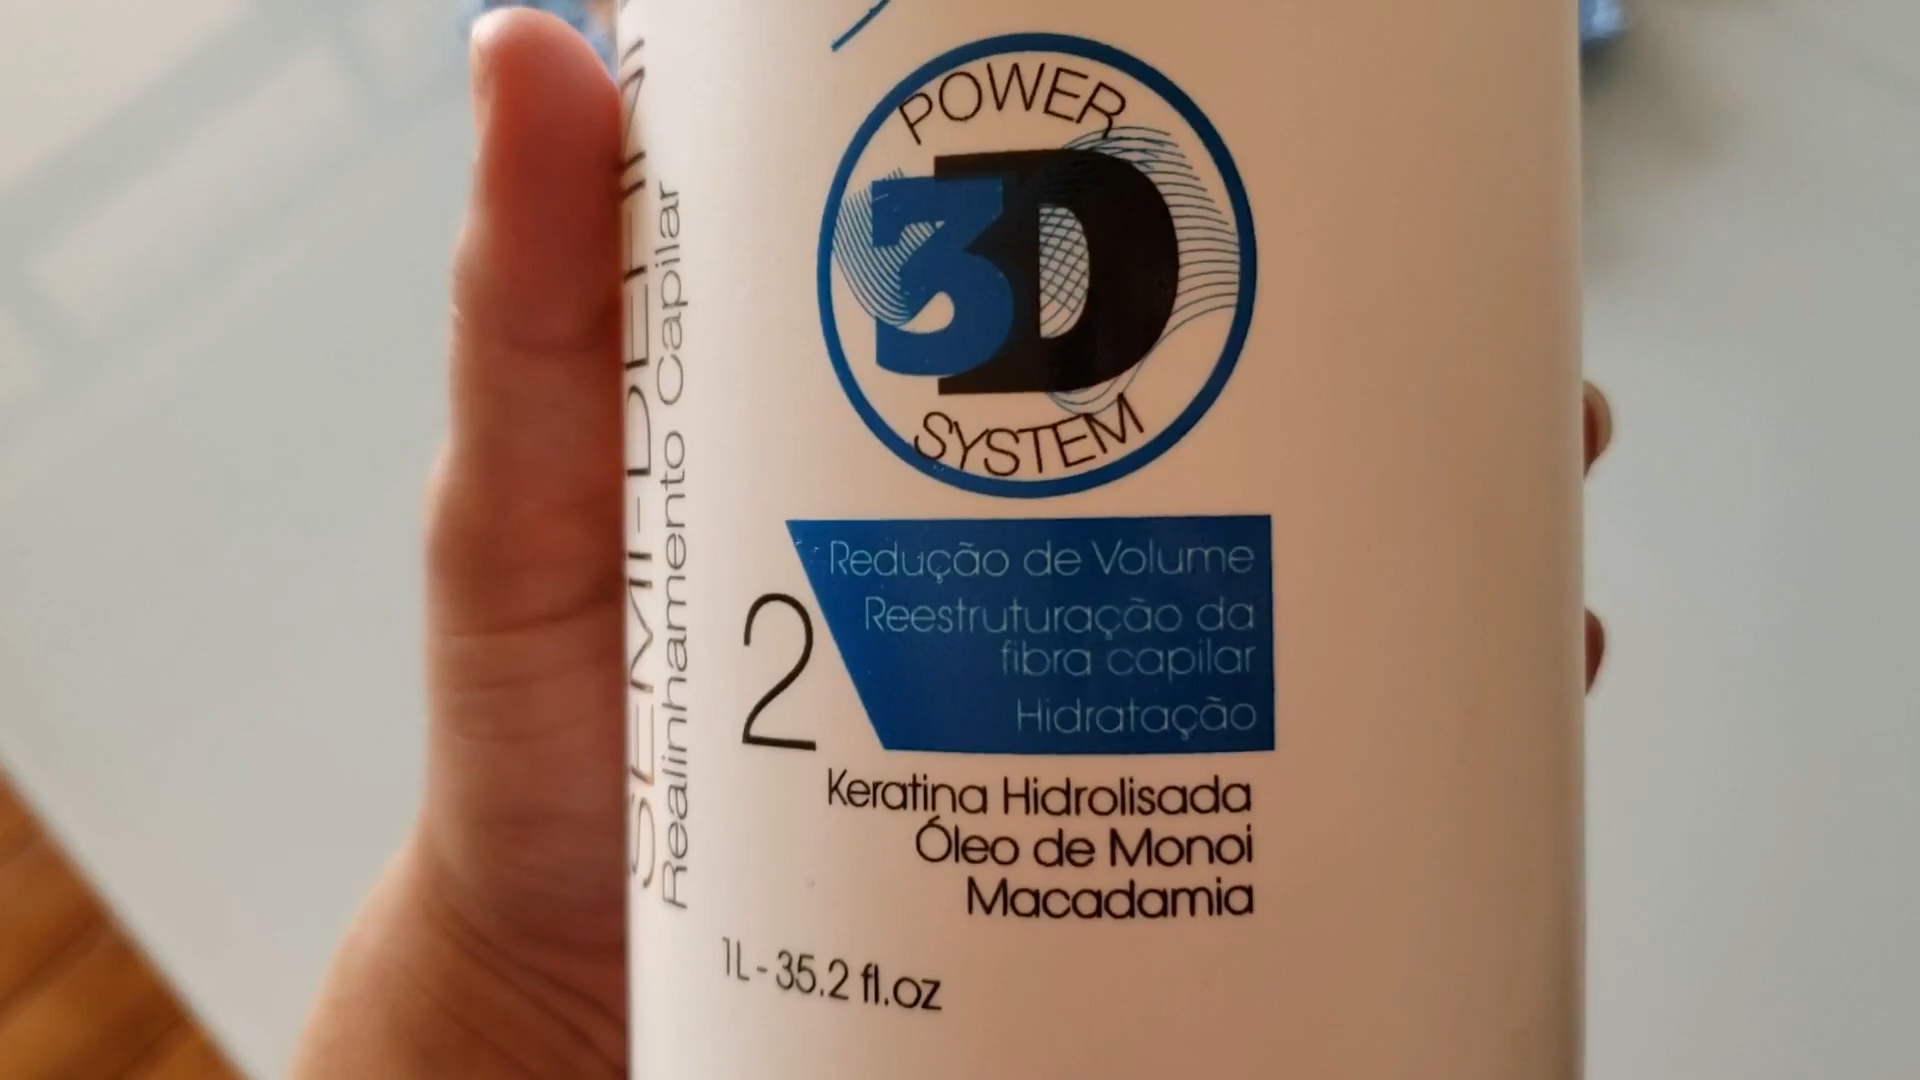 POWER
3D
SYSTEM
2
Redução de Volume
Reestruturação da
fibra capilar
Hidratação
Keratina Hidrolisada
Óleo de Monoi
Macadamia
1L - 35.2 fl.oz
Realinhamento Capilar